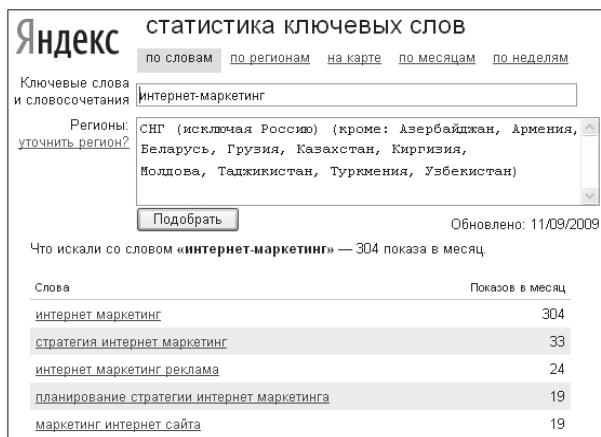 Яндекс
статистика ключевых слов
по словам по регионам на карте по месяцам по неделям
Ключевые слова
и словосочетания
интернет-маркетинг
Регионы:
уточнить регион?
СНГ (исключая Россию) (кроме: Азербайджан, Армения,
Беларусь, Грузия, Казахстан, Киргизия,
Молдова, Таджикистан, Туркмения, Узбекистан)
Подобрать
Обновлено: 11/09/2009
Что искали со словом «интернет-маркетинг» — 304 показа в месяц.
Слова Показов в месяц
интернет маркетинг 304
стратегия интернет маркетинг 33
интернет маркетинг реклама 24
планирование стратегии интернет маркетинга 19
маркетинг интернет сайта 19